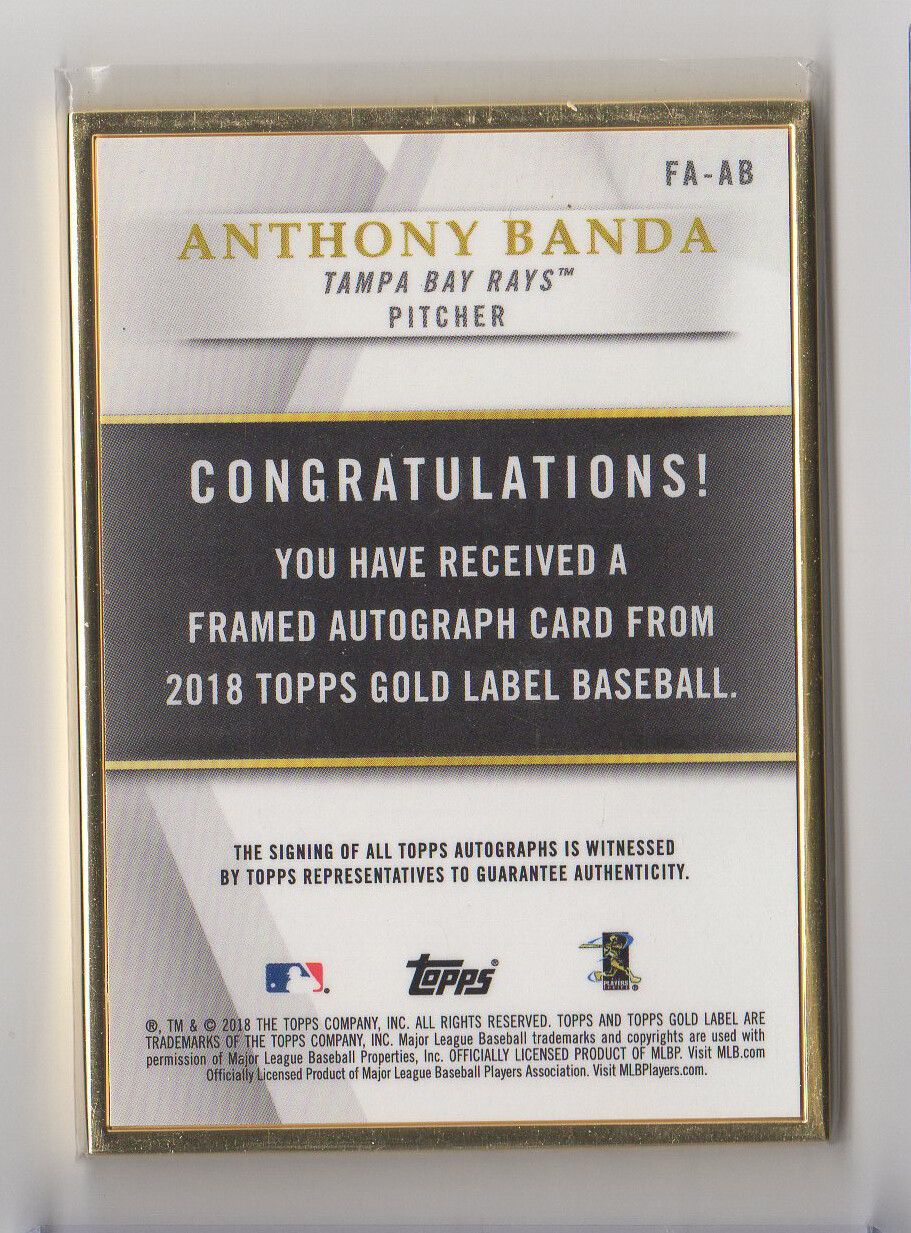 FA-AB
ANTHONY BANDA
TAMPA BAY RAYS™
PITCHER
CONGRATULATIONS!
YOU HAVE RECEIVED A
FRAMED AUTOGRAPH CARD FROM
2018 TOPPS GOLD LABEL BASEBALL.
THE SIGNING OF ALL TOPPS AUTOGRAPHS IS WITNESSED
BY TOPPS REPRESENTATIVES TO GUARANTEE AUTHENTICITY.
topps®
PLAYERS
®, TM & © 2018 THE TOPPS COMPANY, INC. ALL RIGHTS RESERVED. TOPPS AND TOPPS GOLD LABEL ARE
TRADEMARKS OF THE TOPPS COMPANY, INC. Major League Baseball trademarks and copyrights are used with
permission of Major League Baseball Properties, Inc. OFFICIALLY LICENSED PRODUCT OF MLBP. Visit MLB.com
Officially Licensed Product of Major League Baseball Players Association. Visit MLBPlayers.com.